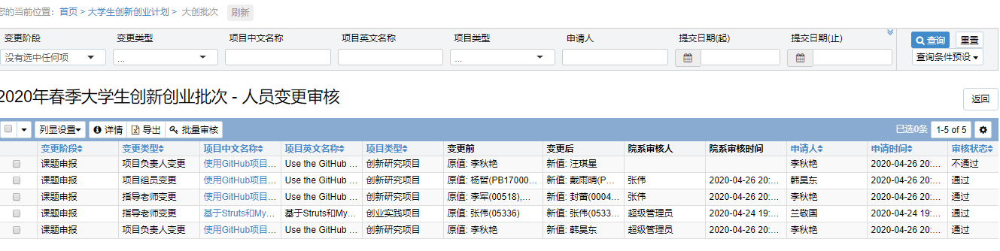 您的当前位置: 首页 > 大学生创新创业计划 > 大创批次 刷新
变更阶段 变更类型 项目中文名称 项目英文名称 项目类型 申请人 提交日期(起) 提交日期(止) 查询 重置
没有选中任何项 ... ... 查询条件预设
2020年春季大学生创新创业批次 - 人员变更审核
返回
列显设置 详情 导出 批量审核 已选0条 1-5 of 5
变更阶段 变更类型 项目中文名称 项目英文名称 项目类型 变更前 变更后 院系审核人 院系审核时间 申请人 申请时间 审核状态
课题申报 项目负责人变更 使用GitHub项目... Use the GitHub ... 创新研究项目 原值: 李秋艳 新值: 汪琪星 李秋艳 2020-04-26 20:... 不通过
课题申报 项目组员变更 使用GitHub项目... Use the GitHub ... 创新研究项目 原值: 杨哲(PB17000... 新值: 戴雨晴(P... 张伟 2020-04-26 20:... 韩昊东 2020-04-26 20:... 通过
课题申报 指导老师变更 使用GitHub项目... Use the GitHub ... 创新研究项目 原值: 李军(00518),... 新值: 封菌(0004... 张伟 2020-04-26 20:... 李秋艳 2020-04-26 20:... 通过
课题申报 指导老师变更 基于Struts和My... 基于Struts和My... 创业实践项目 原值: 张伟(05336) 新值: 张伟(0533... 超级管理员 2020-04-24 19:... 兰敬国 2020-04-24 19:... 通过
课题申报 项目负责人变更 使用GitHub项目... Use the GitHub ... 创新研究项目 原值: 李秋艳 新值: 韩昊东 超级管理员 2020-04-26 20:... 李秋艳 2020-04-26 20:... 通过